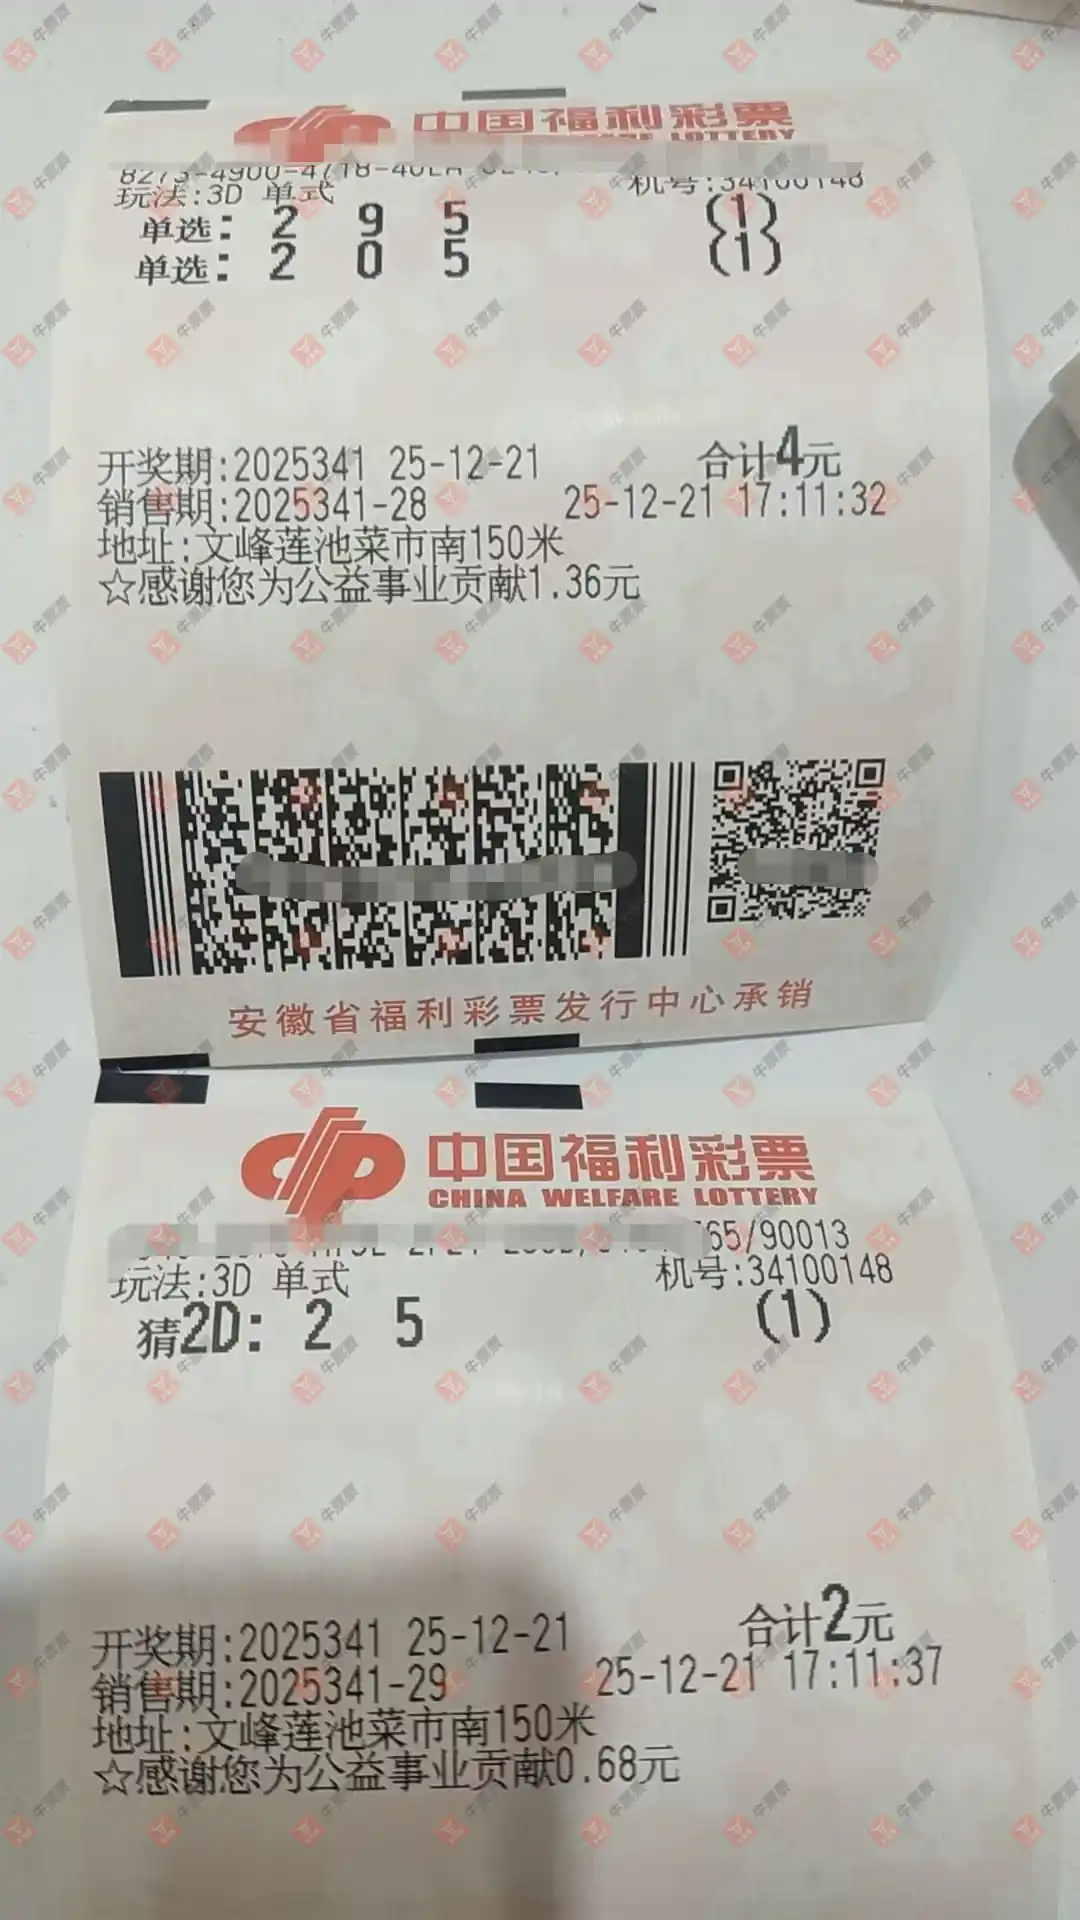 中国福利彩票
玩法:3D 单式
机号:34100148
单选: 2 9 5 (1)
单选: 2 0 5 (1)
开奖期:2025341 25-12-21 合计4元
销售期:2025341-28 25-12-21 17:11:32
地址:文峰莲池菜市南150米
☆感谢您为公益事业贡献1.36元
安徽省福利彩票发行中心承销
中国福利彩票
CHINA WELFARE LOTTERY
65/90013
玩法:3D 单式 机号:34100148
猜2D: 2 5 (1)
开奖期:2025341 25-12-21 合计2元
销售期:2025341-29 25-12-21 17:11:37
地址:文峰莲池菜市南150米
☆感谢您为公益事业贡献0.68元
牛票票